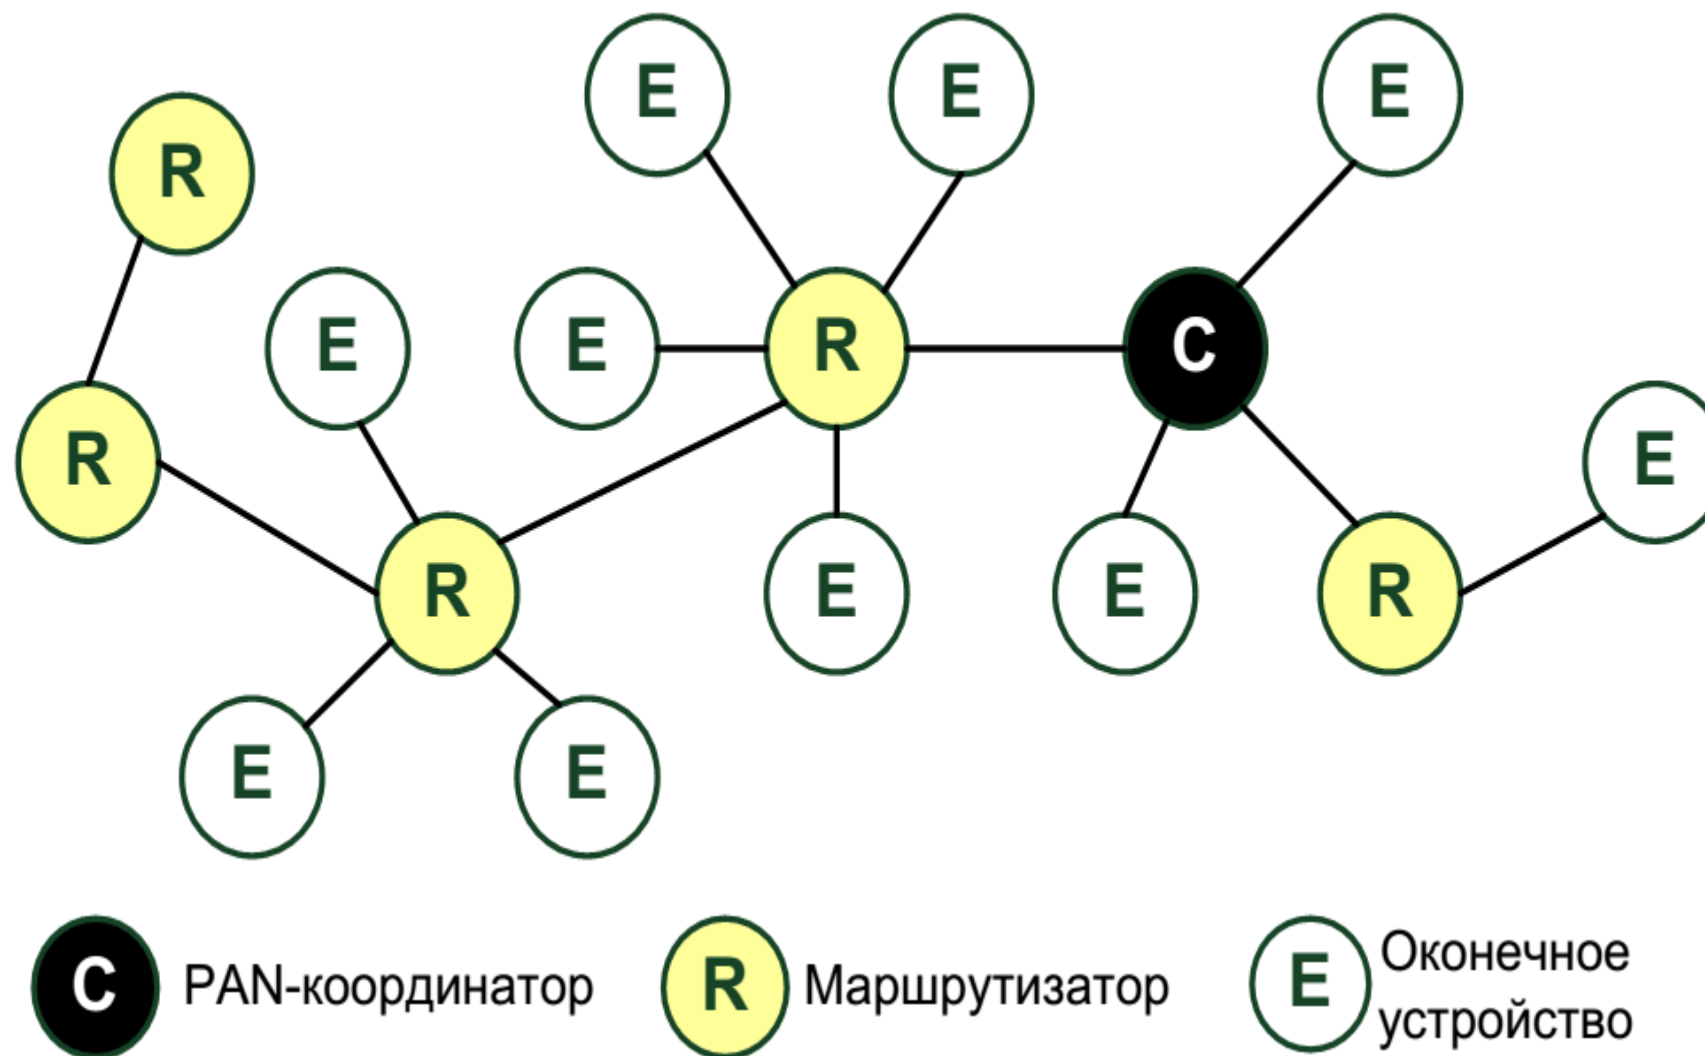 E E E
R
E E R C
E
R
R E E R
E E
C PAN-координатор R Маршрутизатор E Оконечное
устройство